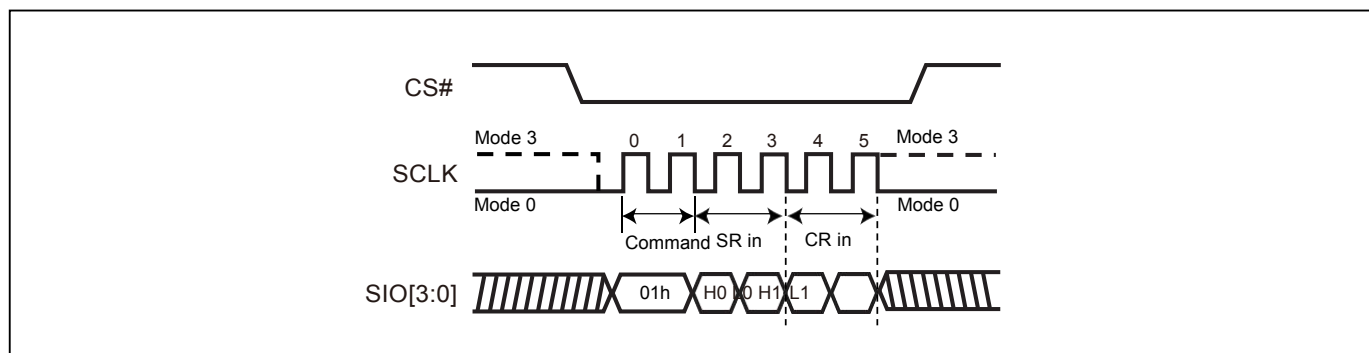 CS#
Mode 3
0 1 2 3 4 5
Mode 3
SCLK
Mode 0
Mode 0
Command SR in CR in
SIO[3:0]
01h H0 L0 H1 L1